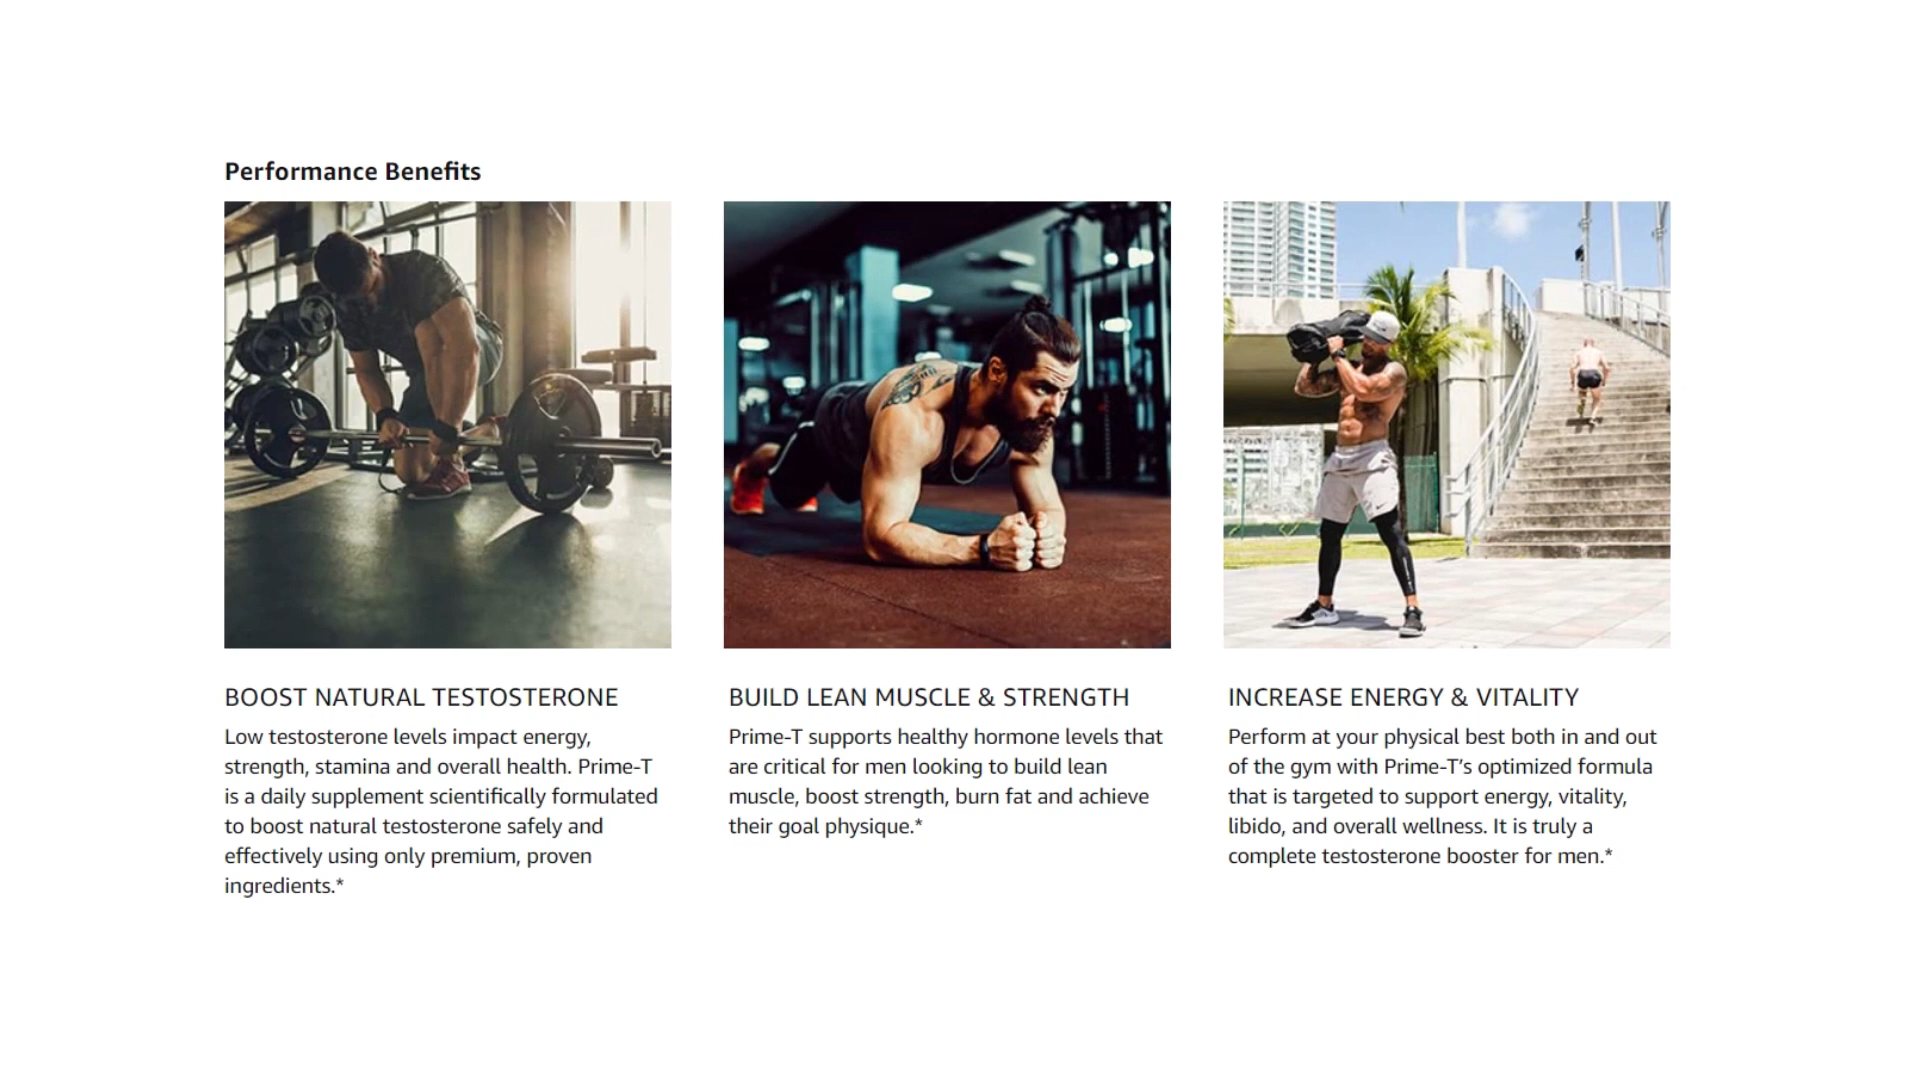 Performance Benefits
BOOST NATURAL TESTOSTERONE
Low testosterone levels impact energy,
strength, stamina and overall health. Prime-T
is a daily supplement scientifically formulated
to boost natural testosterone safely and
effectively using only premium, proven
ingredients.*
BUILD LEAN MUSCLE & STRENGTH
Prime-T supports healthy hormone levels that
are critical for men looking to build lean
muscle, boost strength, burn fat and achieve
their goal physique.*
INCREASE ENERGY & VITALITY
Perform at your physical best both in and out
of the gym with Prime-T’s optimized formula
that is targeted to support energy, vitality,
libido, and overall wellness. It is truly a
complete testosterone booster for men.*